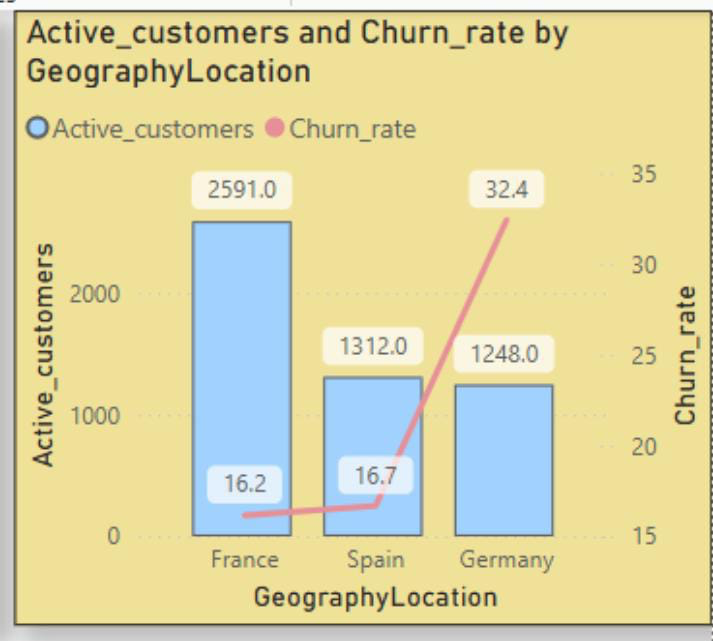 Active_customers and Churn_rate by
GeographyLocation
Active_customers Churn_rate
2591.0
32.4
35
30
2000
1312.0
1248.0
25
1000
20
16.2
16.7
0
15
France Spain Germany
GeographyLocation
Active_customers
Churn_rate